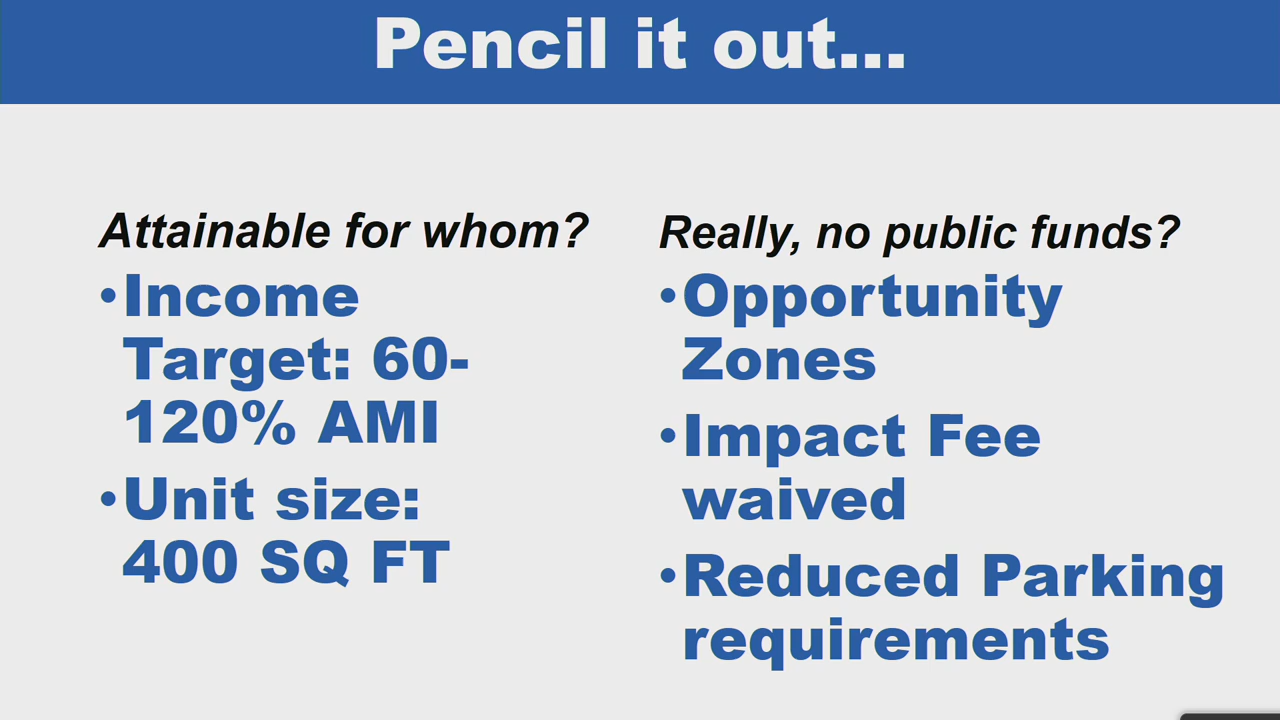 Pencil it out...
Attainable for whom?
•Income
Target: 60-
120% AMI
•Unit size:
400 SQ FT
Really, no public funds?
•Opportunity
Zones
•Impact Fee
waived
•Reduced Parking
requirements